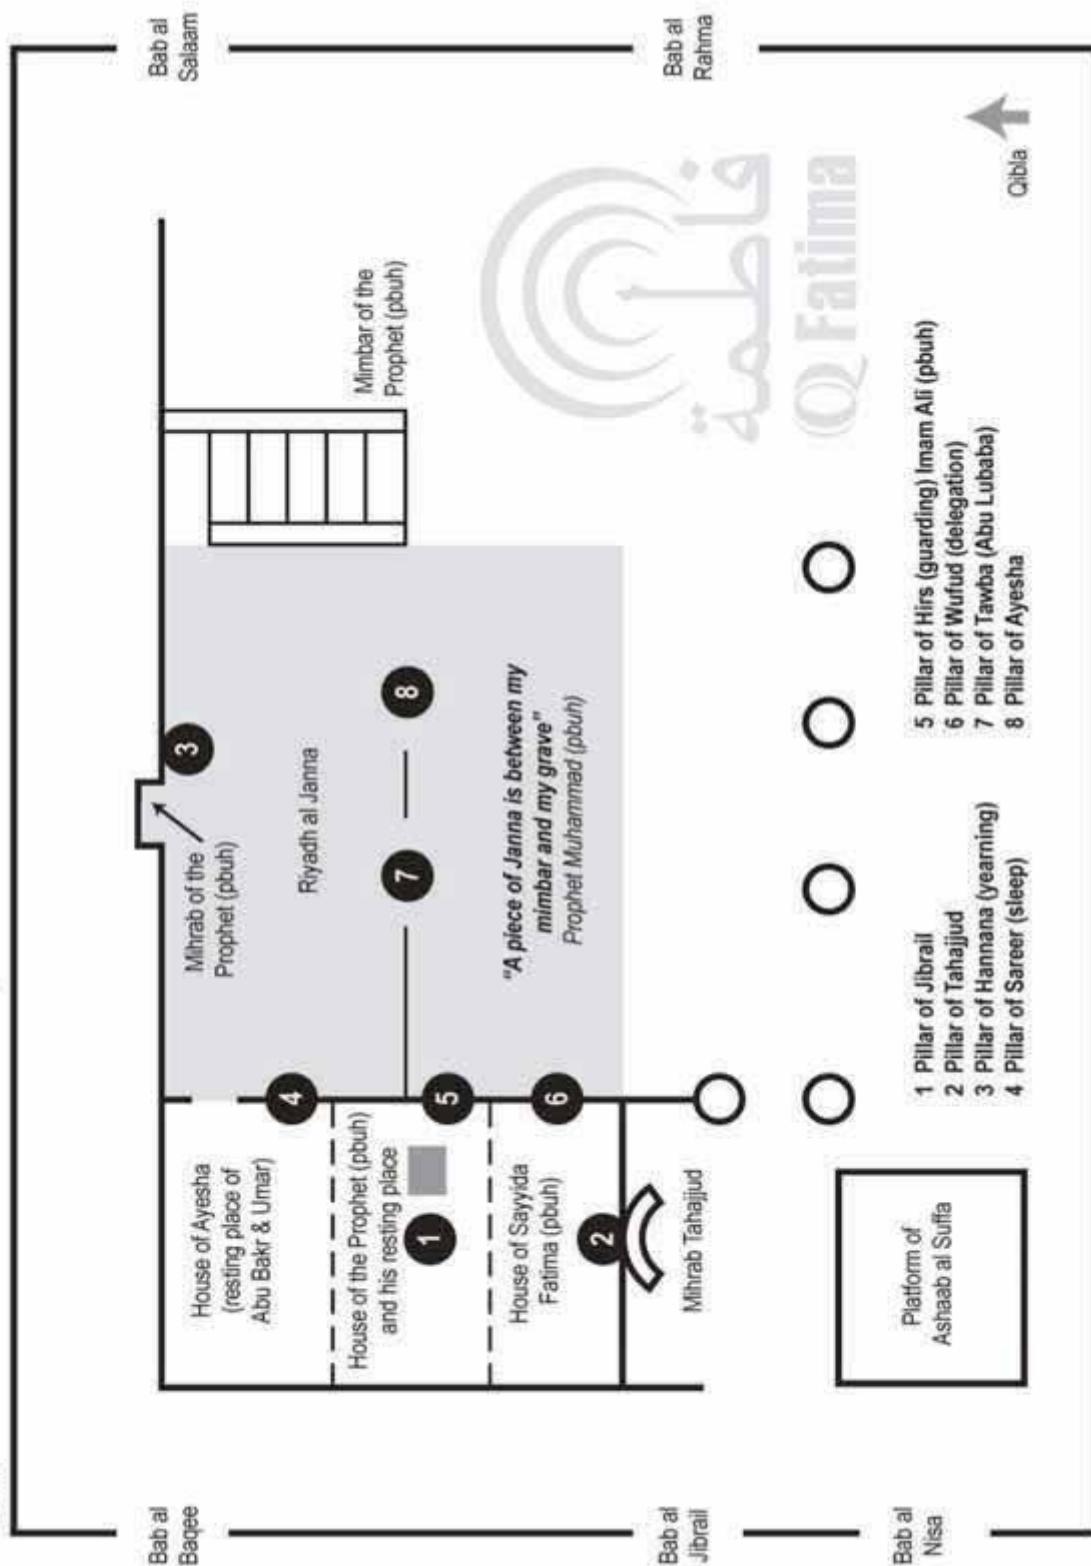 Bab al
Salaam
Bab al
Rahma
Qibla
Mimbar of the
Prophet (pbuh)
فاطمة
QFatima
Mihrab of the
Prophet (pbuh)
3
Riyadh al Janna
7
8
"A piece of Janna is between my
mimbar and my grave"
Prophet Muhammad (pbuh)
House of Ayesha
(resting place of
Abu Bakr & Umar)
4
House of the Prophet (pbuh)
and his resting place
1
5
House of Sayyida
Fatima (pbuh)
6
2
Mihrab Tahajjud
Platform of
Ashaab al Suffa
1 Pillar of Jibrail
2 Pillar of Tahajjud
3 Pillar of Hannana (yearning)
4 Pillar of Sareer (sleep)
5 Pillar of Hirs (guarding) Imam Ali (pbuh)
6 Pillar of Wufud (delegation)
7 Pillar of Tawba (Abu Lubaba)
8 Pillar of Ayesha
Bab al
Baqee
Bab al
Jibrail
Bab al
Nisa